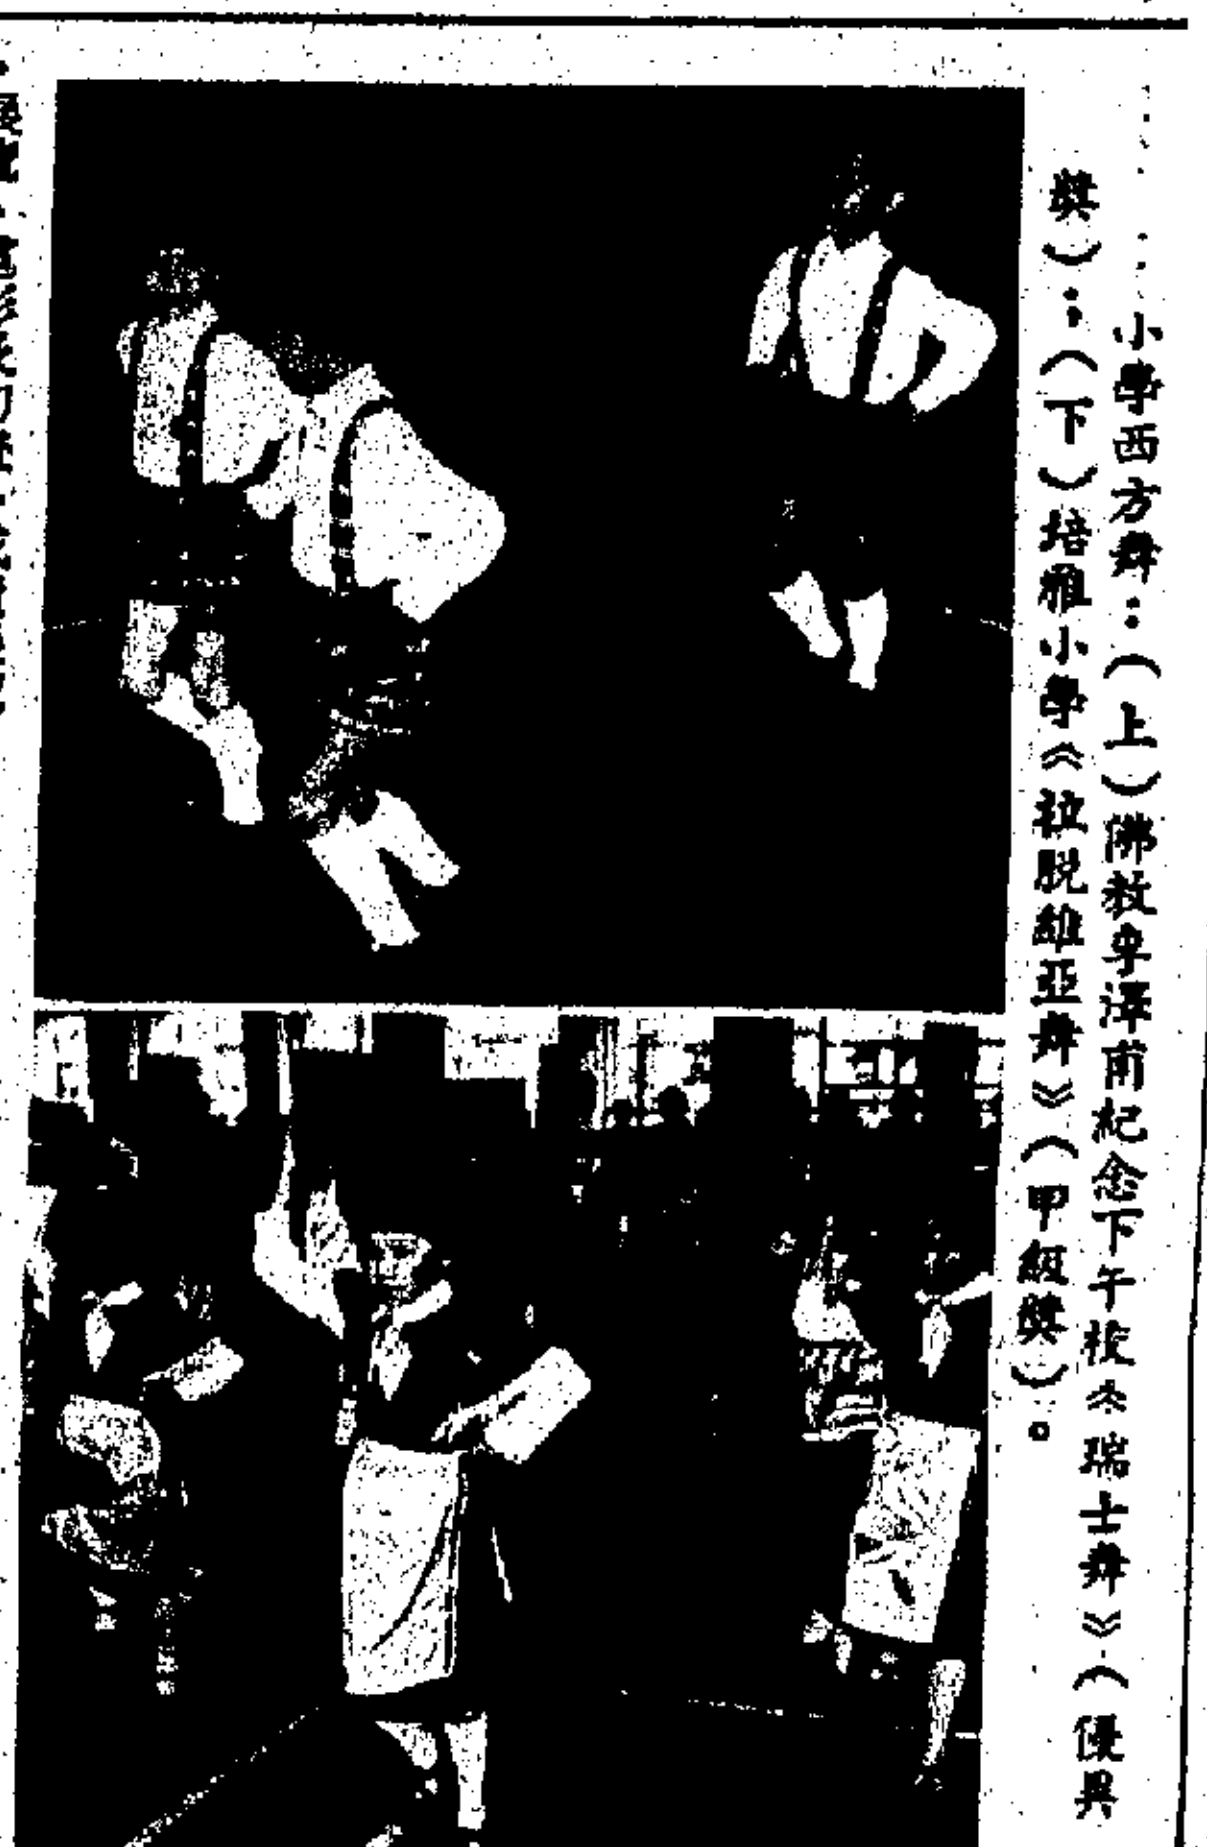 小學西方舞：（上）佛教李澤甫紀念下午校《瑞士舞》（優異
獎）；（下）培雅小學《拉脫維亞舞》（甲級獎）。